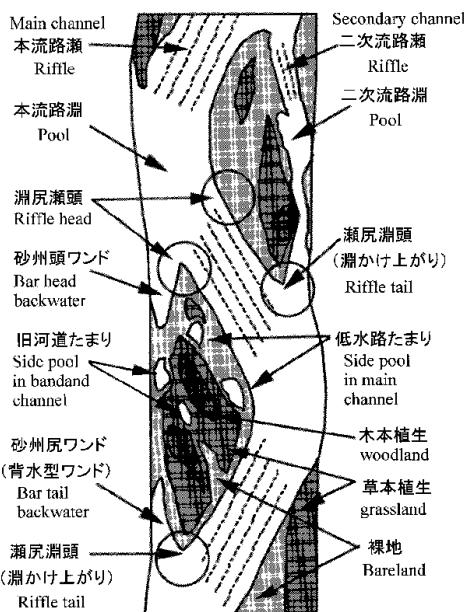 Main channel
本流路瀬
Riffle
本流路淵
Pool
淵尻瀬頭
Riffle head
砂州頭ワンド
Bar head
backwater
旧河道たまり
Side pool
in bandand
channel
砂州尻ワンド
(背水型ワンド)
Bar tail
backwater
瀬尻淵頭
(淵かけ上がり)
Riffle tail
Secondary channel
二次流路瀬
Riffle
二次流路淵
Pool
瀬尻淵頭
(淵かけ上がり)
Riffle tail
低水路たまり
Side pool
in main
channel
木本植生
woodland
草本植生
grassland
裸地
Bareland